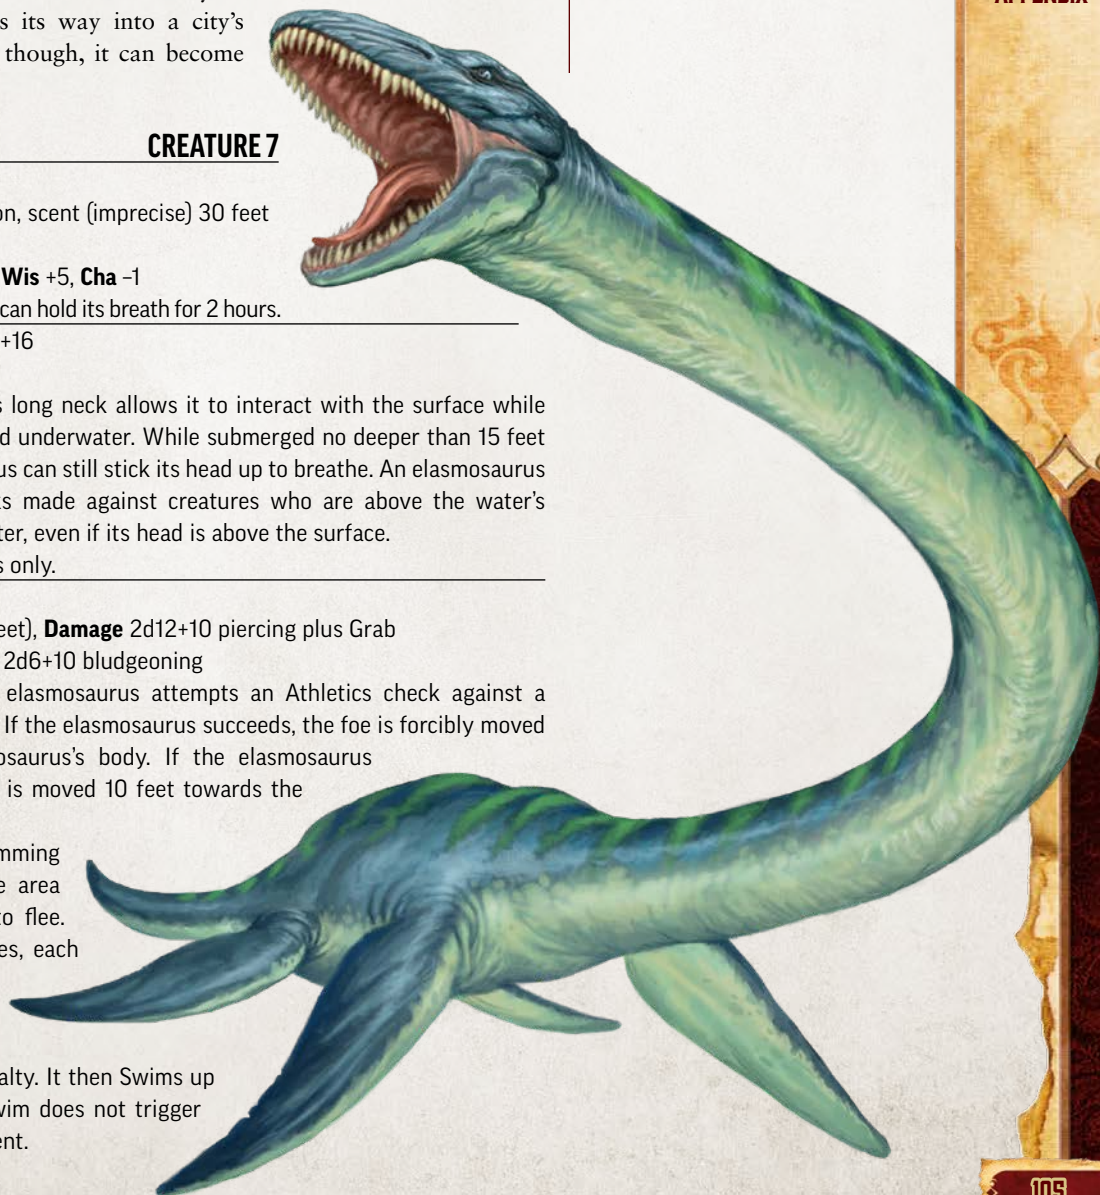 s its way into a city's
though, it can become
APPENDIX
CREATURE 7
on, scent (imprecise) 30 feet
Wis +5, Cha –1
can hold its breath for 2 hours.
+16
s long neck allows it to interact with the surface while
d underwater. While submerged no deeper than 15 feet
us can still stick its head up to breathe. An elasmosaurus
ks made against creatures who are above the water's
ter, even if its head is above the surface.
s only.
eet), Damage 2d12+10 piercing plus Grab
2d6+10 bludgeoning
elasmosaurus attempts an Athletics check against a
If the elasmosaurus succeeds, the foe is forcibly moved
osaurus's body. If the elasmosaurus
is moved 10 feet towards the
mming
e area
to flee.
es, each
alty. It then Swims up
wim does not trigger
ent.
105